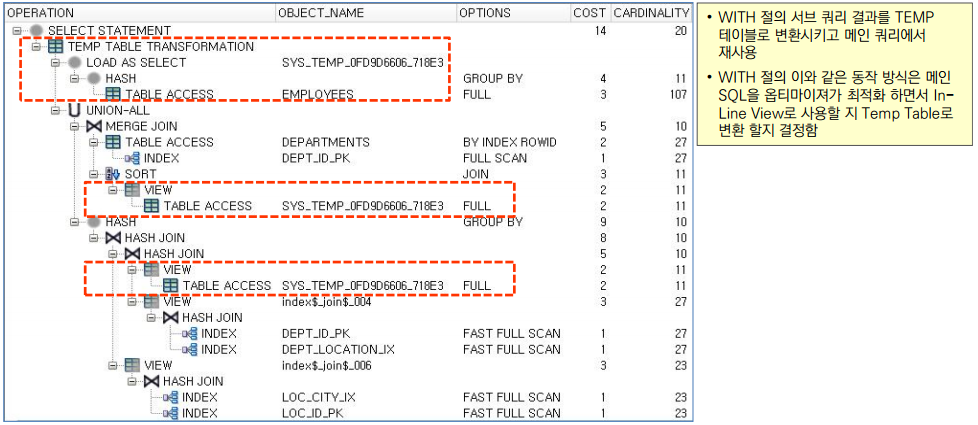 OPERATION OBJECT_NAME OPTIONS COST CARDINALITY
SELECT STATEMENT 14 20
TEMP TABLE TRANSFORMATION
LOAD AS SELECT SYS_TEMP_0FD9D6606_718E3
HASH GROUP BY 4 11
TABLE ACCESS EMPLOYEES FULL 3 107
UNION-ALL
MERGE JOIN 5 10
TABLE ACCESS DEPARTMENTS BY INDEX ROWID 2 27
INDEX DEPT_ID_PK FULL SCAN 1 27
SORT JOIN 3 11
VIEW 2 11
TABLE ACCESS SYS_TEMP_0FD9D6606_718E3 FULL 2 11
HASH GROUP BY 9 10
HASH JOIN 8 10
HASH JOIN 5 10
VIEW 2 11
TABLE ACCESS SYS_TEMP_0FD9D6606_718E3 FULL 2 11
VIEW index$_join$_004 3 27
HASH JOIN
INDEX DEPT_ID_PK FAST FULL SCAN 1 27
INDEX DEPT_LOCATION_IX FAST FULL SCAN 1 27
VIEW index$_join$_006 3 23
HASH JOIN
INDEX LOC_CITY_IX FAST FULL SCAN 1 23
INDEX LOC_ID_PK FAST FULL SCAN 1 23
• WITH 절의 서브 쿼리 결과를 TEMP
테이블로 변환시키고 메인 쿼리에서
재사용
• WITH 절의 이와 같은 동작 방식은 메인
SQL을 옵티마이저가 최적화 하면서 In-
Line View로 사용할 지 Temp Table로
변환 할지 결정함